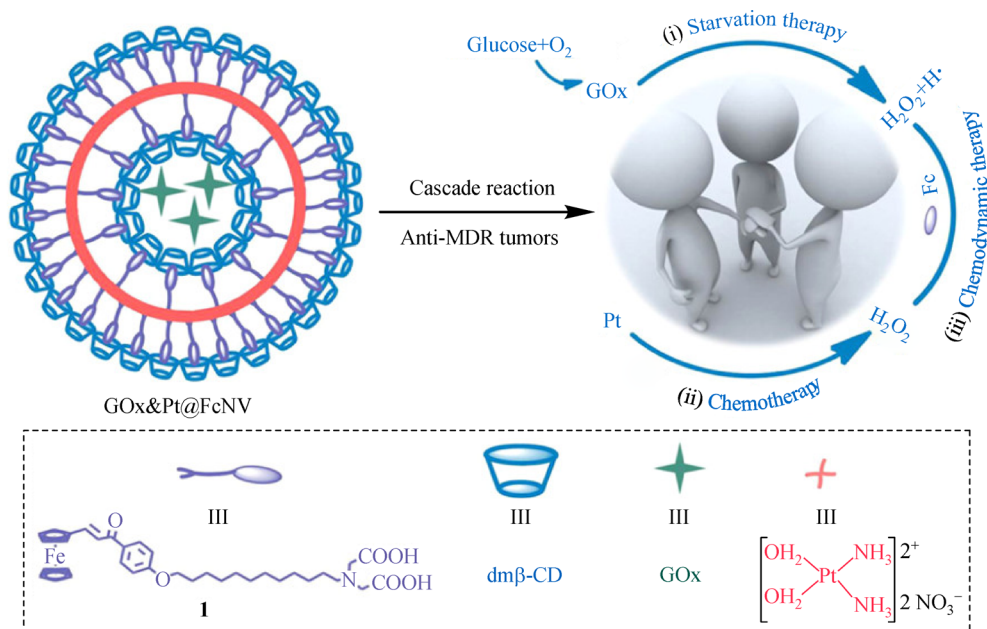 (i) Starvation therapy
Glucose+O₂
GOx
H₂O₂+H•
Cascade reaction
Anti-MDR tumors
Fc
(iii) Chemodynamic therapy
Pt
H₂O₂
(ii) Chemotherapy
GOx&Pt@FcNV
III III III III
O
Fe
O
N
COOH
COOH
1
dmβ-CD
GOx
OH₂ NH₃ 2+
Pt
OH₂ NH₃ 2 NO₃⁻